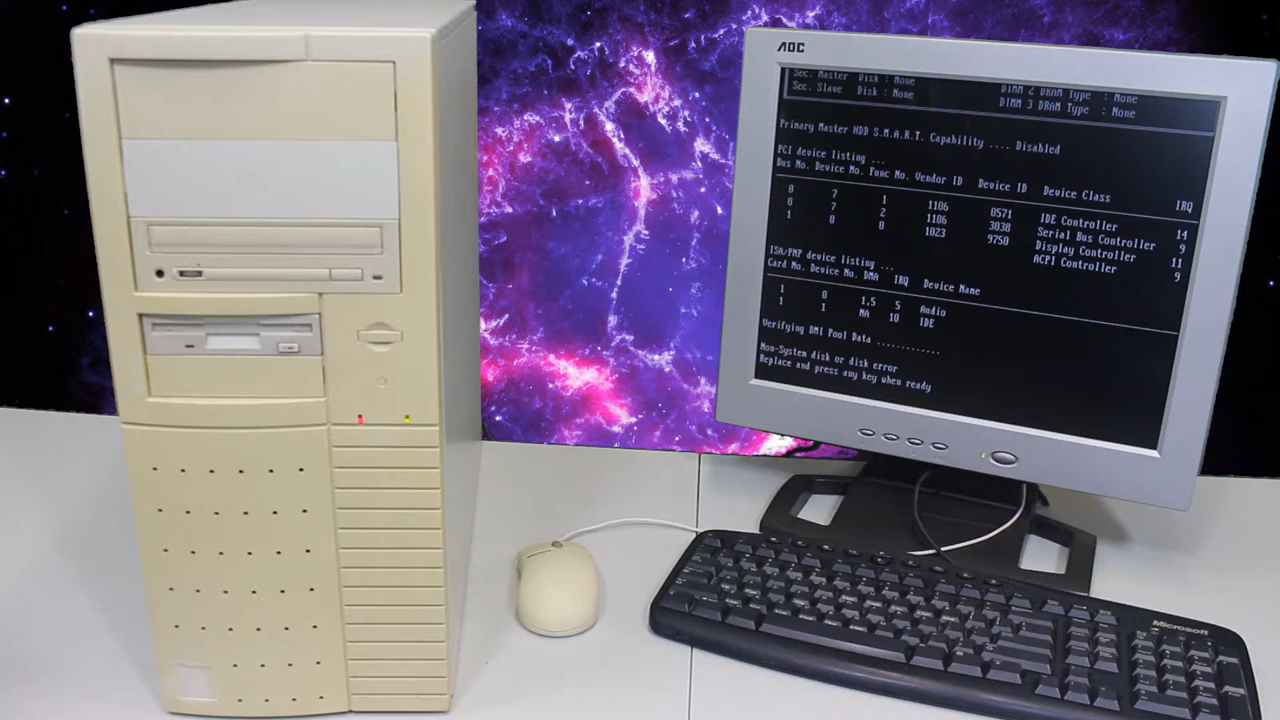 AOC
Sec. Master Disk : None
Sec. Slave Disk : None
DIMM 2 DRAM Type : None
DIMM 3 DRAM Type : None
Primary Master HDD S.M.A.R.T. Capability .... Disabled
PCI device listing ...
Bus No. Device No. Func No. Vendor ID Device ID Device Class IRQ
0 7 1 1106 0571 IDE Controller 14
0 7 2 1106 3038 Serial Bus Controller 9
1 0 0 1023 9750 Display Controller 11
ACPI Controller 9
ISA/PNP device listing ...
Card No. Device No. DMA IRQ Device Name
1 0 1,5 5 Audio
1 1 NA 10 IDE
Verifying DMI Pool Data ............
Non-System disk or disk error
Replace and press any key when ready
Microsoft